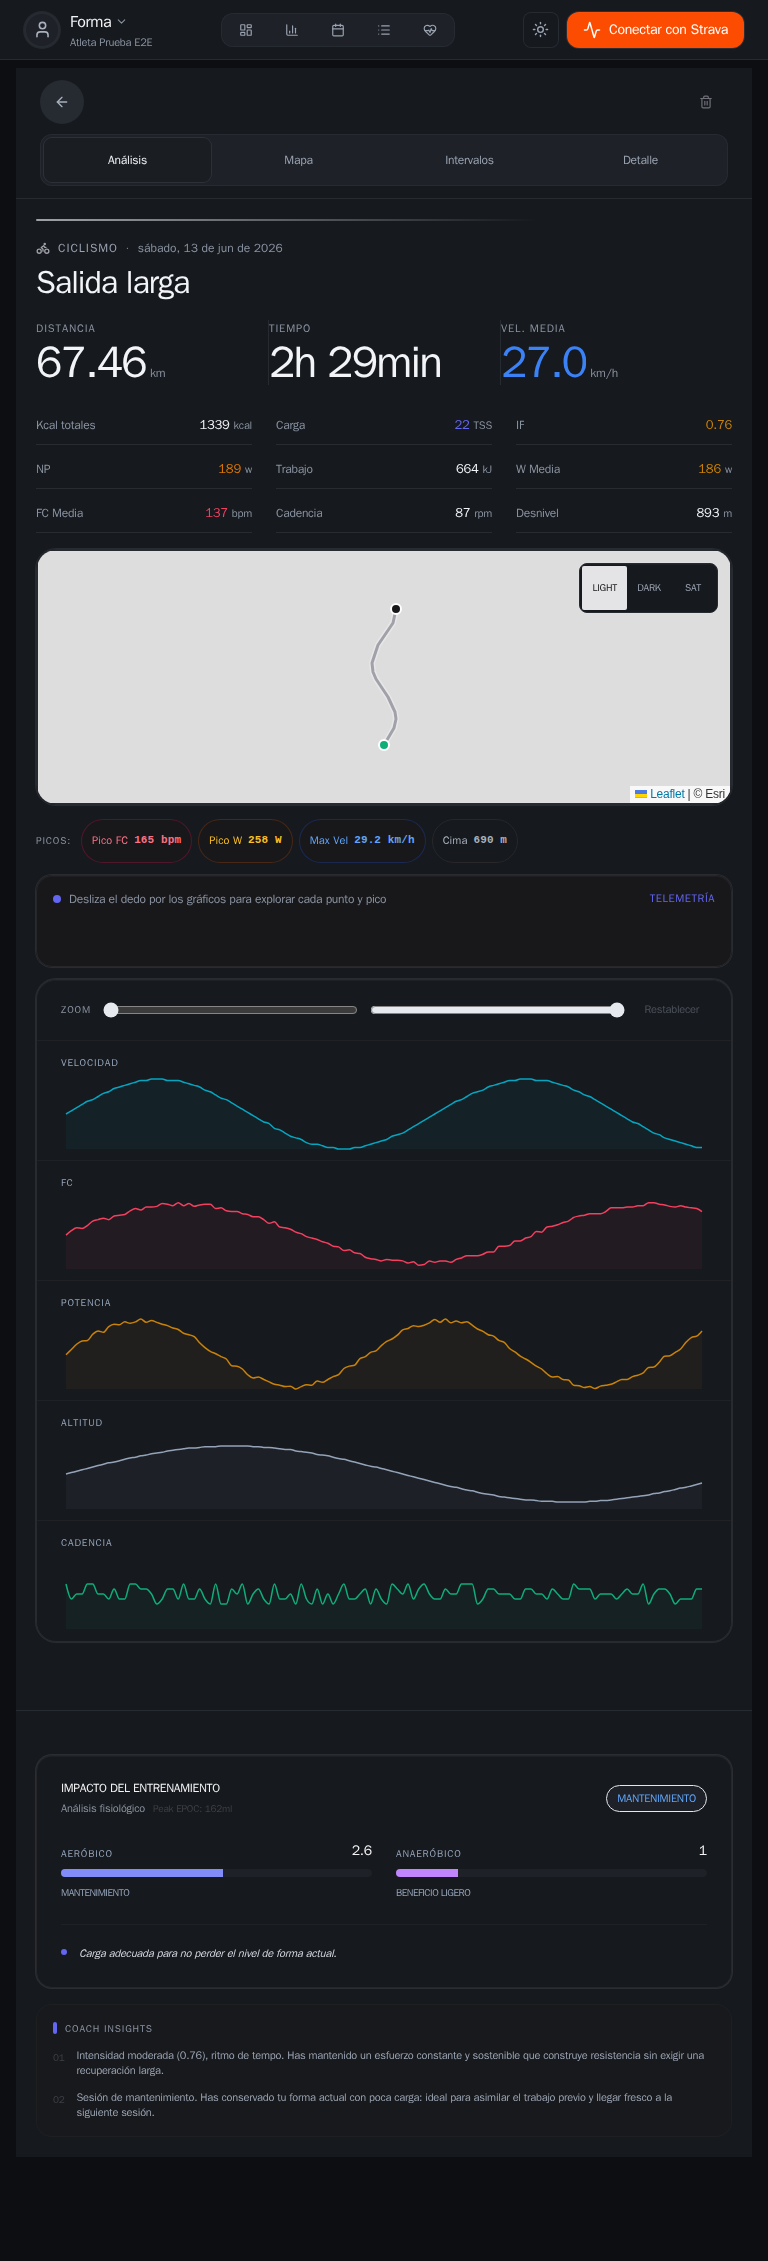 Forma
Atleta Prueba E2E
Conectar con Strava
Análisis
Mapa
Intervalos
Detalle
CICLISMO · sábado, 13 de jun de 2026
Salida larga
DISTANCIA
67.46 km
TIEMPO
2h 29min
VEL. MEDIA
27.0 km/h
Kcal totales 1339 kcal
Carga 22 TSS
IF 0.76
NP 189 w
Trabajo 664 kJ
W Media 186 w
FC Media 137 bpm
Cadencia 87 rpm
Desnivel 893 m
LIGHT DARK SAT
Leaflet | © Esri
PICOS: Pico FC 165 bpm Pico W 258 W Max Vel 29.2 km/h Cima 690 m
Desliza el dedo por los gráficos para explorar cada punto y pico
TELEMETRÍA
ZOOM
Restablecer
VELOCIDAD
FC
POTENCIA
ALTITUD
CADENCIA
IMPACTO DEL ENTRENAMIENTO
Análisis fisiológico Peak EPOC: 162ml
MANTENIMIENTO
AERÓBICO 2.6
MANTENIMIENTO
ANAERÓBICO 1
BENEFICIO LIGERO
Carga adecuada para no perder el nivel de forma actual.
COACH INSIGHTS
01 Intensidad moderada (0.76), ritmo de tempo. Has mantenido un esfuerzo constante y sostenible que construye resistencia sin exigir una
recuperación larga.
02 Sesión de mantenimiento. Has conservado tu forma actual con poca carga: ideal para asimilar el trabajo previo y llegar fresco a la
siguiente sesión.